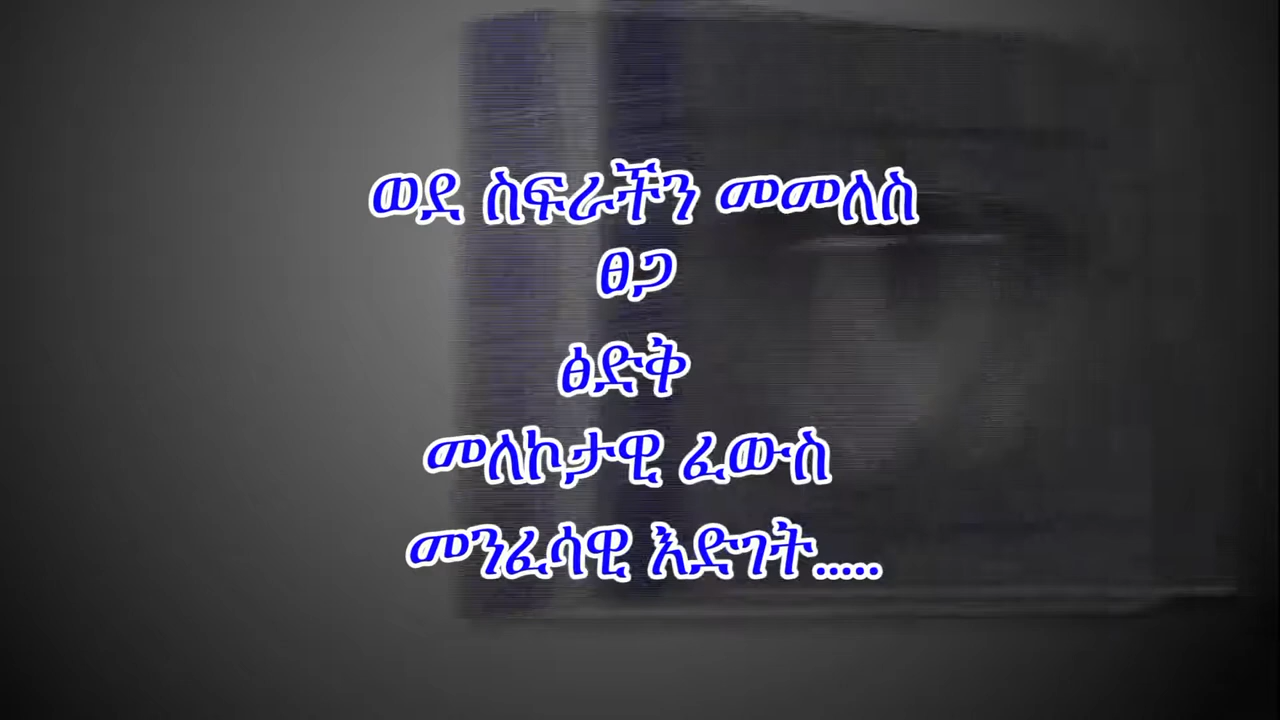 ወደ ስፍራችን መመለስ
ፀጋ
ፅድቅ
መለኮታዊ ፈውስ
መንፈሳዊ እድገት.....